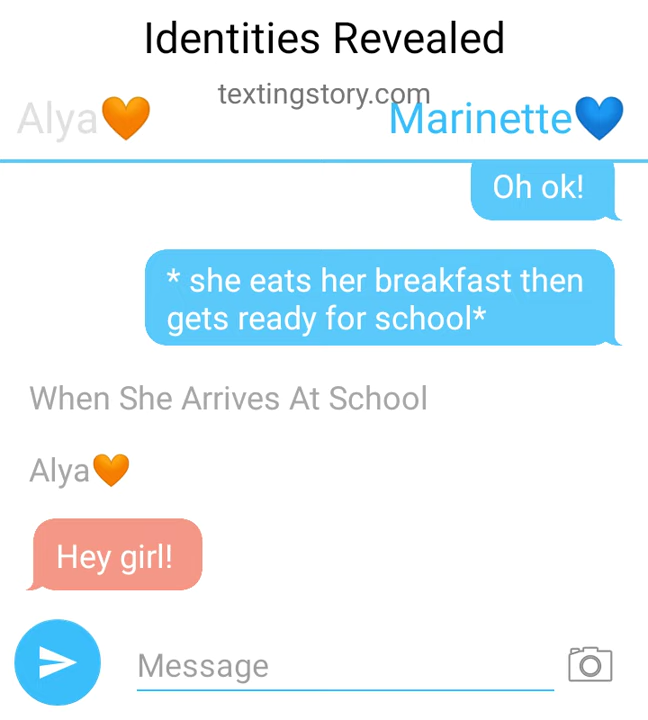 Identities Revealed
textingstory.com
Alya🧡
Marinette💙
Oh ok!
* she eats her breakfast then
gets ready for school*
When She Arrives At School
Alya🧡
Hey girl!
Message